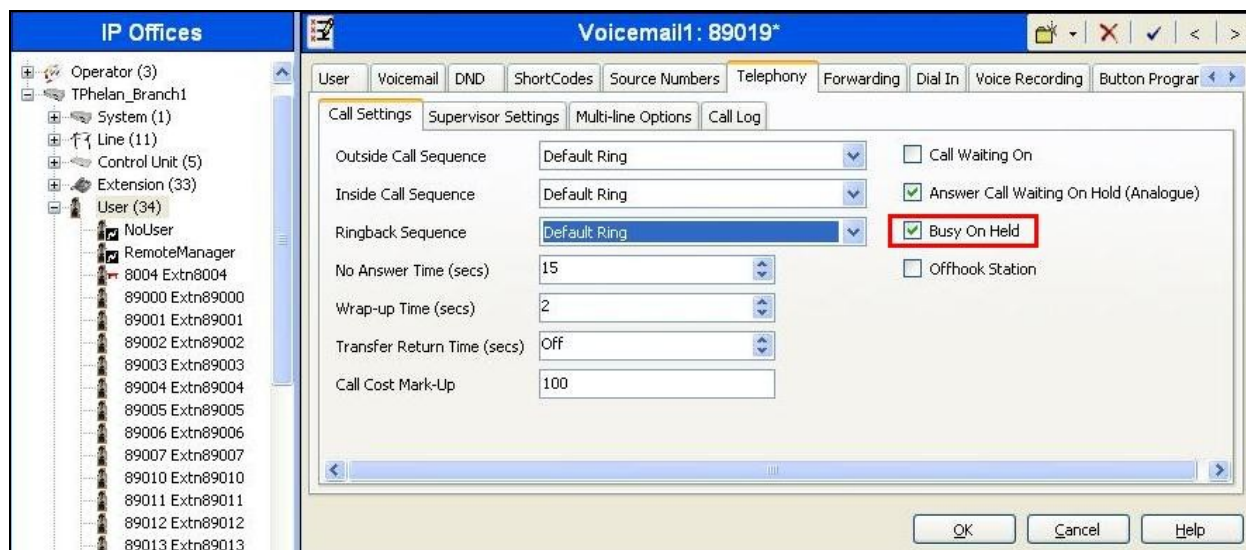 IP Offices
Operator (3)
TPhelan_Branch1
System (1)
Line (11)
Control Unit (5)
Extension (33)
User (34)
NoUser
RemoteManager
8004 Extn8004
89000 Extn89000
89001 Extn89001
89002 Extn89002
89003 Extn89003
89004 Extn89004
89005 Extn89005
89006 Extn89006
89007 Extn89007
89010 Extn89010
89011 Extn89011
89012 Extn89012
89013 Extn89013
Voicemail1: 89019*
User Voicemail DND ShortCodes Source Numbers Telephony Forwarding Dial In Voice Recording Button Prograr
Call Settings Supervisor Settings Multi-line Options Call Log
Outside Call Sequence Default Ring Call Waiting On
Inside Call Sequence Default Ring Answer Call Waiting On Hold (Analogue)
Ringback Sequence Default Ring Busy On Held
No Answer Time (secs) 15 Offhook Station
Wrap-up Time (secs) 2
Transfer Return Time (secs) Off
Call Cost Mark-Up 100
OK Cancel Help